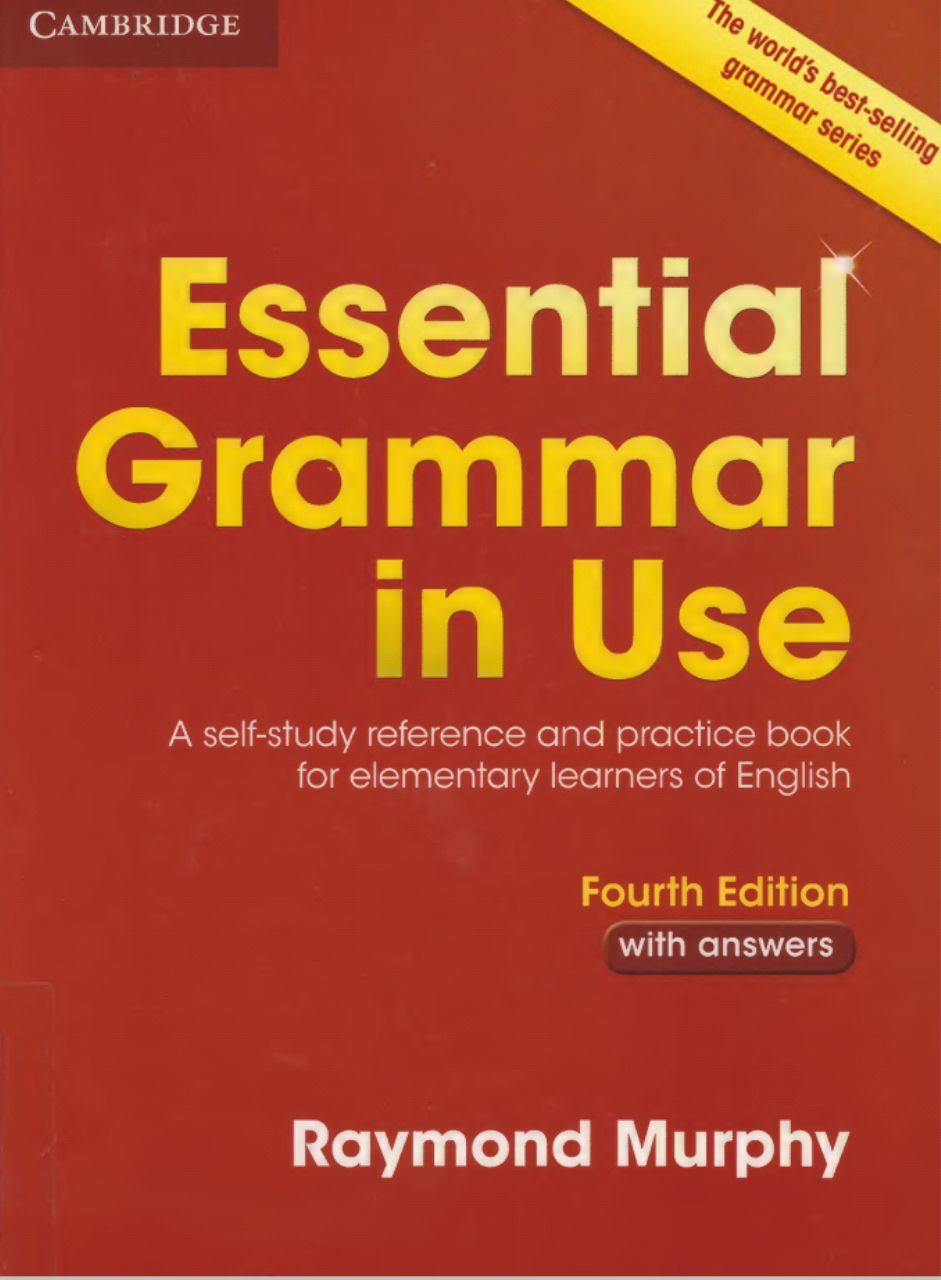 CAMBRIDGE
The world's best-selling
grammar series
Essential
Grammar
in Use
A self-study reference and practice book
for elementary learners of English
Fourth Edition
with answers
Raymond Murphy